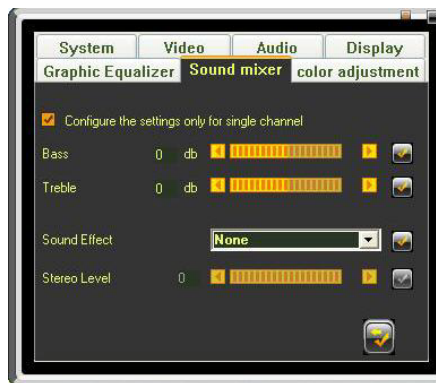 System Video Audio Display
Graphic Equalizer Sound mixer color adjustment
Configure the settings only for single channel
Bass 0 db
Treble 0 db
Sound Effect None
Stereo Level 0